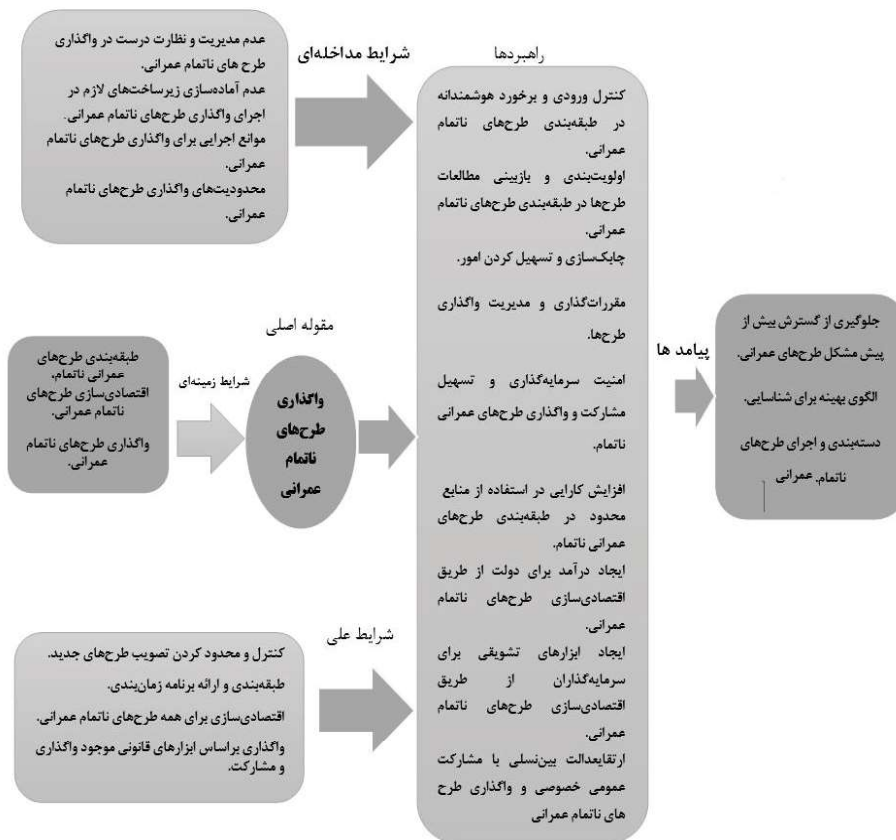 عدم مدیریت و نظارت درست در واگذاری
طرح های ناتمام عمرانی.
عدم آماده‌سازی زیرساخت‌های لازم در
اجرای واگذاری طرح‌های ناتمام عمرانی.
موانع اجرایی برای واگذاری طرح‌های ناتمام
عمرانی.
محدودیت‌های واگذاری طرح‌های ناتمام
عمرانی.
شرایط مداخله‌ای
راهبردها
کنترل ورودی و برخورد هوشمندانه
در طبقه‌بندی طرح‌های ناتمام
عمرانی.
اولویت‌بندی و بازبینی مطالعات
طرح‌ها در طبقه‌بندی طرح‌های ناتمام
عمرانی.
چابک‌سازی و تسهیل کردن امور.
مقررات‌گذاری و مدیریت واگذاری
طرح‌ها.
امنیت سرمایه‌گذاری و تسهیل
مشارکت و واگذاری طرح‌های عمرانی
ناتمام.
افزایش کارایی در استفاده از منابع
محدود در طبقه‌بندی طرح‌های
عمرانی ناتمام.
ایجاد درآمد برای دولت از طریق
اقتصادی‌سازی طرح‌های ناتمام
عمرانی.
ایجاد ابزارهای تشویقی برای
سرمایه‌گذاران از طریق
اقتصادی‌سازی طرح‌های ناتمام
عمرانی.
ارتقایعدالت بین‌نسلی با مشارکت
عمومی خصوصی و واگذاری طرح
های ناتمام عمرانی
طبقه‌بندی طرح‌های
عمرانی ناتمام.
اقتصادی‌سازی طرح‌های
ناتمام عمرانی.
واگذاری طرح‌های ناتمام
عمرانی.
شرایط زمینه‌ای
مقوله اصلی
واگذاری
طرح‌های
ناتمام
عمرانی
پیامد ها
جلوگیری از گسترش بیش از
پیش مشکل طرح‌های عمرانی.
الگوی بهینه برای شناسایی.
دسته‌بندی و اجرای طرح‌های
ناتمام. عمرانی
شرایط علی
کنترل و محدود کردن تصویب طرح‌های جدید.
طبقه‌بندی و ارائه برنامه زمان‌بندی.
اقتصادی‌سازی برای همه طرح‌های ناتمام عمرانی.
واگذاری براساس ابزارهای قانونی موجود واگذاری
و مشارکت.